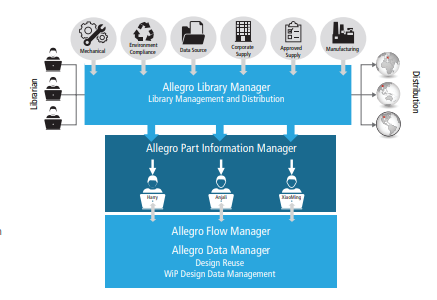 Mechanical
Environment
Compliance
Data Source
Corporate
Supply
Approved
Supply
Manufacturing
Librarian
Allegro Library Manager
Library Management and Distribution
Distribution
Allegro Part Information Manager
Harry
Anjali
XiaoMing
Allegro Flow Manager
Allegro Data Manager
Design Reuse
WiP Design Data Management